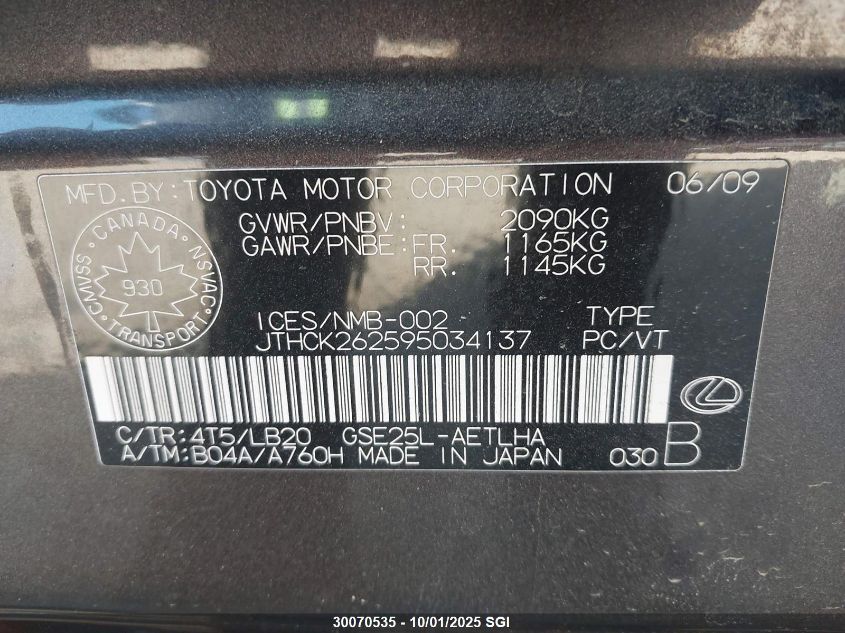 MFD.BY:TOYOTA MOTOR CORPORATION 06/09
GVWR/PNBV: 2090KG
GAWR/PNBE:FR. 1165KG
RR. 1145KG
CANADA
CMVSS NSVAC
930
TRANSPORT
ICES/NMB-002 TYPE
JTHCK262595034137 PC/VT
C/TR:4T5/LB20 GSE25L-AETLHA
A/TM:B04A/A760H MADE IN JAPAN 030 B
30070535 - 10/01/2025 SGI